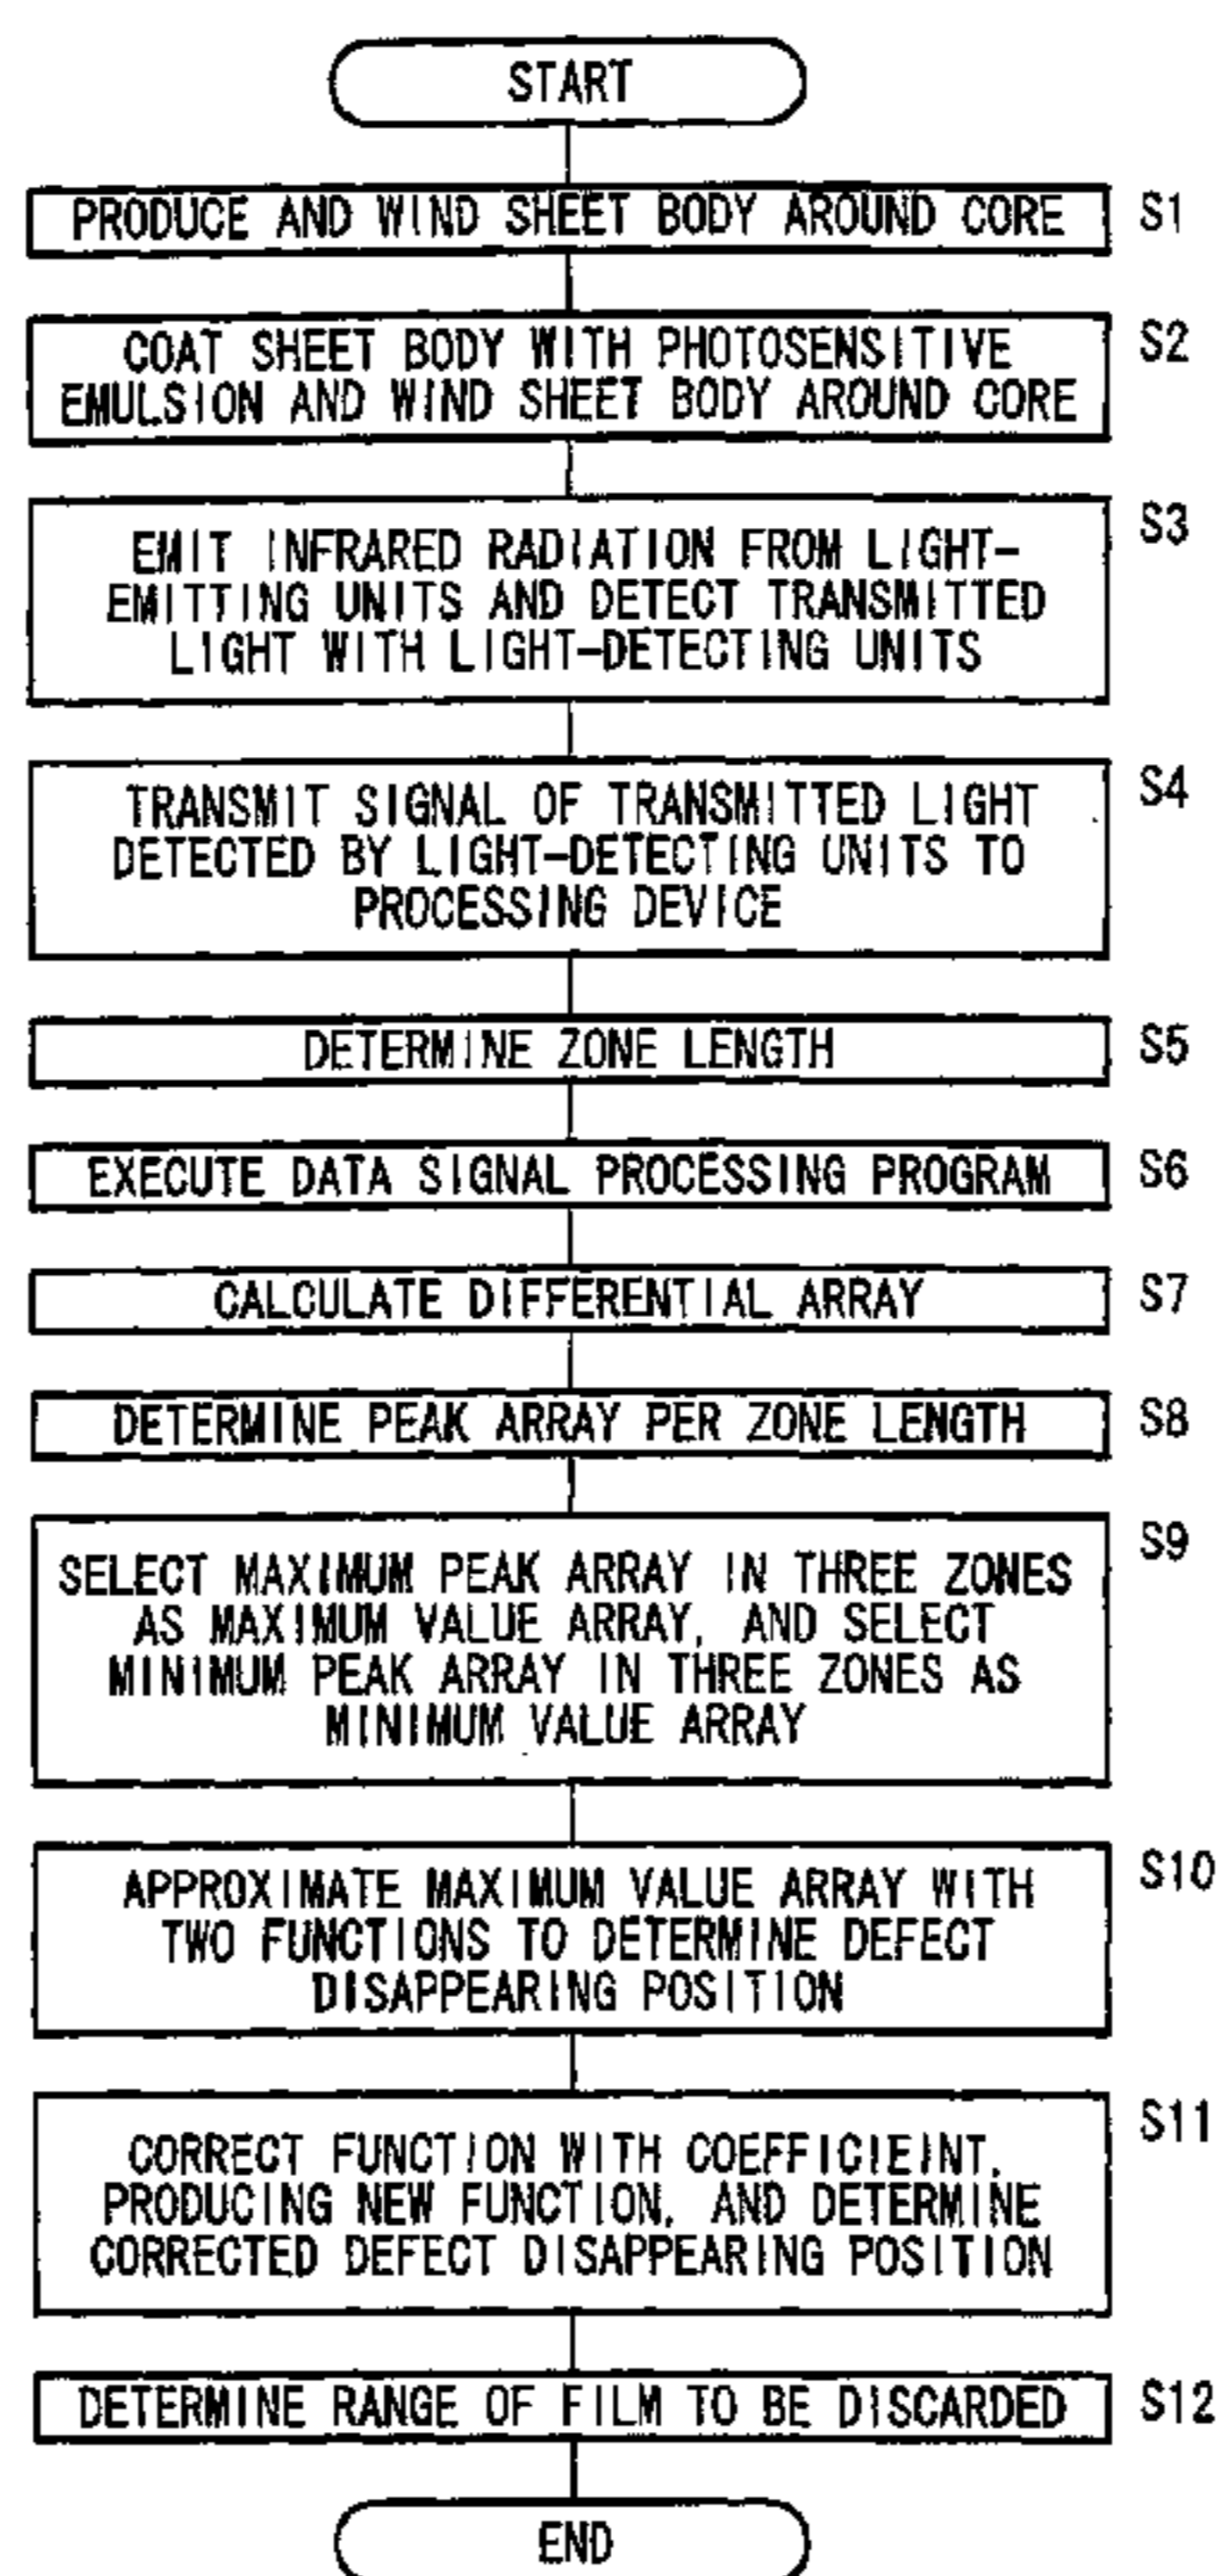 START
PRODUCE AND WIND SHEET BODY AROUND CORE S1
COAT SHEET BODY WITH PHOTOSENSITIVE S2
EMULSION AND WIND SHEET BODY AROUND CORE
EMIT INFRARED RADIATION FROM LIGHT- S3
EMITTING UNITS AND DETECT TRANSMITTED
LIGHT WITH LIGHT-DETECTING UNITS
TRANSMIT SIGNAL OF TRANSMITTED LIGHT S4
DETECTED BY LIGHT-DETECTING UNITS TO
PROCESSING DEVICE
DETERMINE ZONE LENGTH S5
EXECUTE DATA SIGNAL PROCESSING PROGRAM S6
CALCULATE DIFFERENTIAL ARRAY S7
DETERMINE PEAK ARRAY PER ZONE LENGTH S8
SELECT MAXIMUM PEAK ARRAY IN THREE ZONES S9
AS MAXIMUM VALUE ARRAY, AND SELECT
MINIMUM PEAK ARRAY IN THREE ZONES AS
MINIMUM VALUE ARRAY
APPROXIMATE MAXIMUM VALUE ARRAY WITH S10
TWO FUNCTIONS TO DETERMINE DEFECT
DISAPPEARING POSITION
CORRECT FUNCTION WITH COEFFICIEINT, S11
PRODUCING NEW FUNCTION, AND DETERMINE
CORRECTED DEFECT DISAPPEARING POSITION
DETERMINE RANGE OF FILM TO BE DISCARDED S12
END